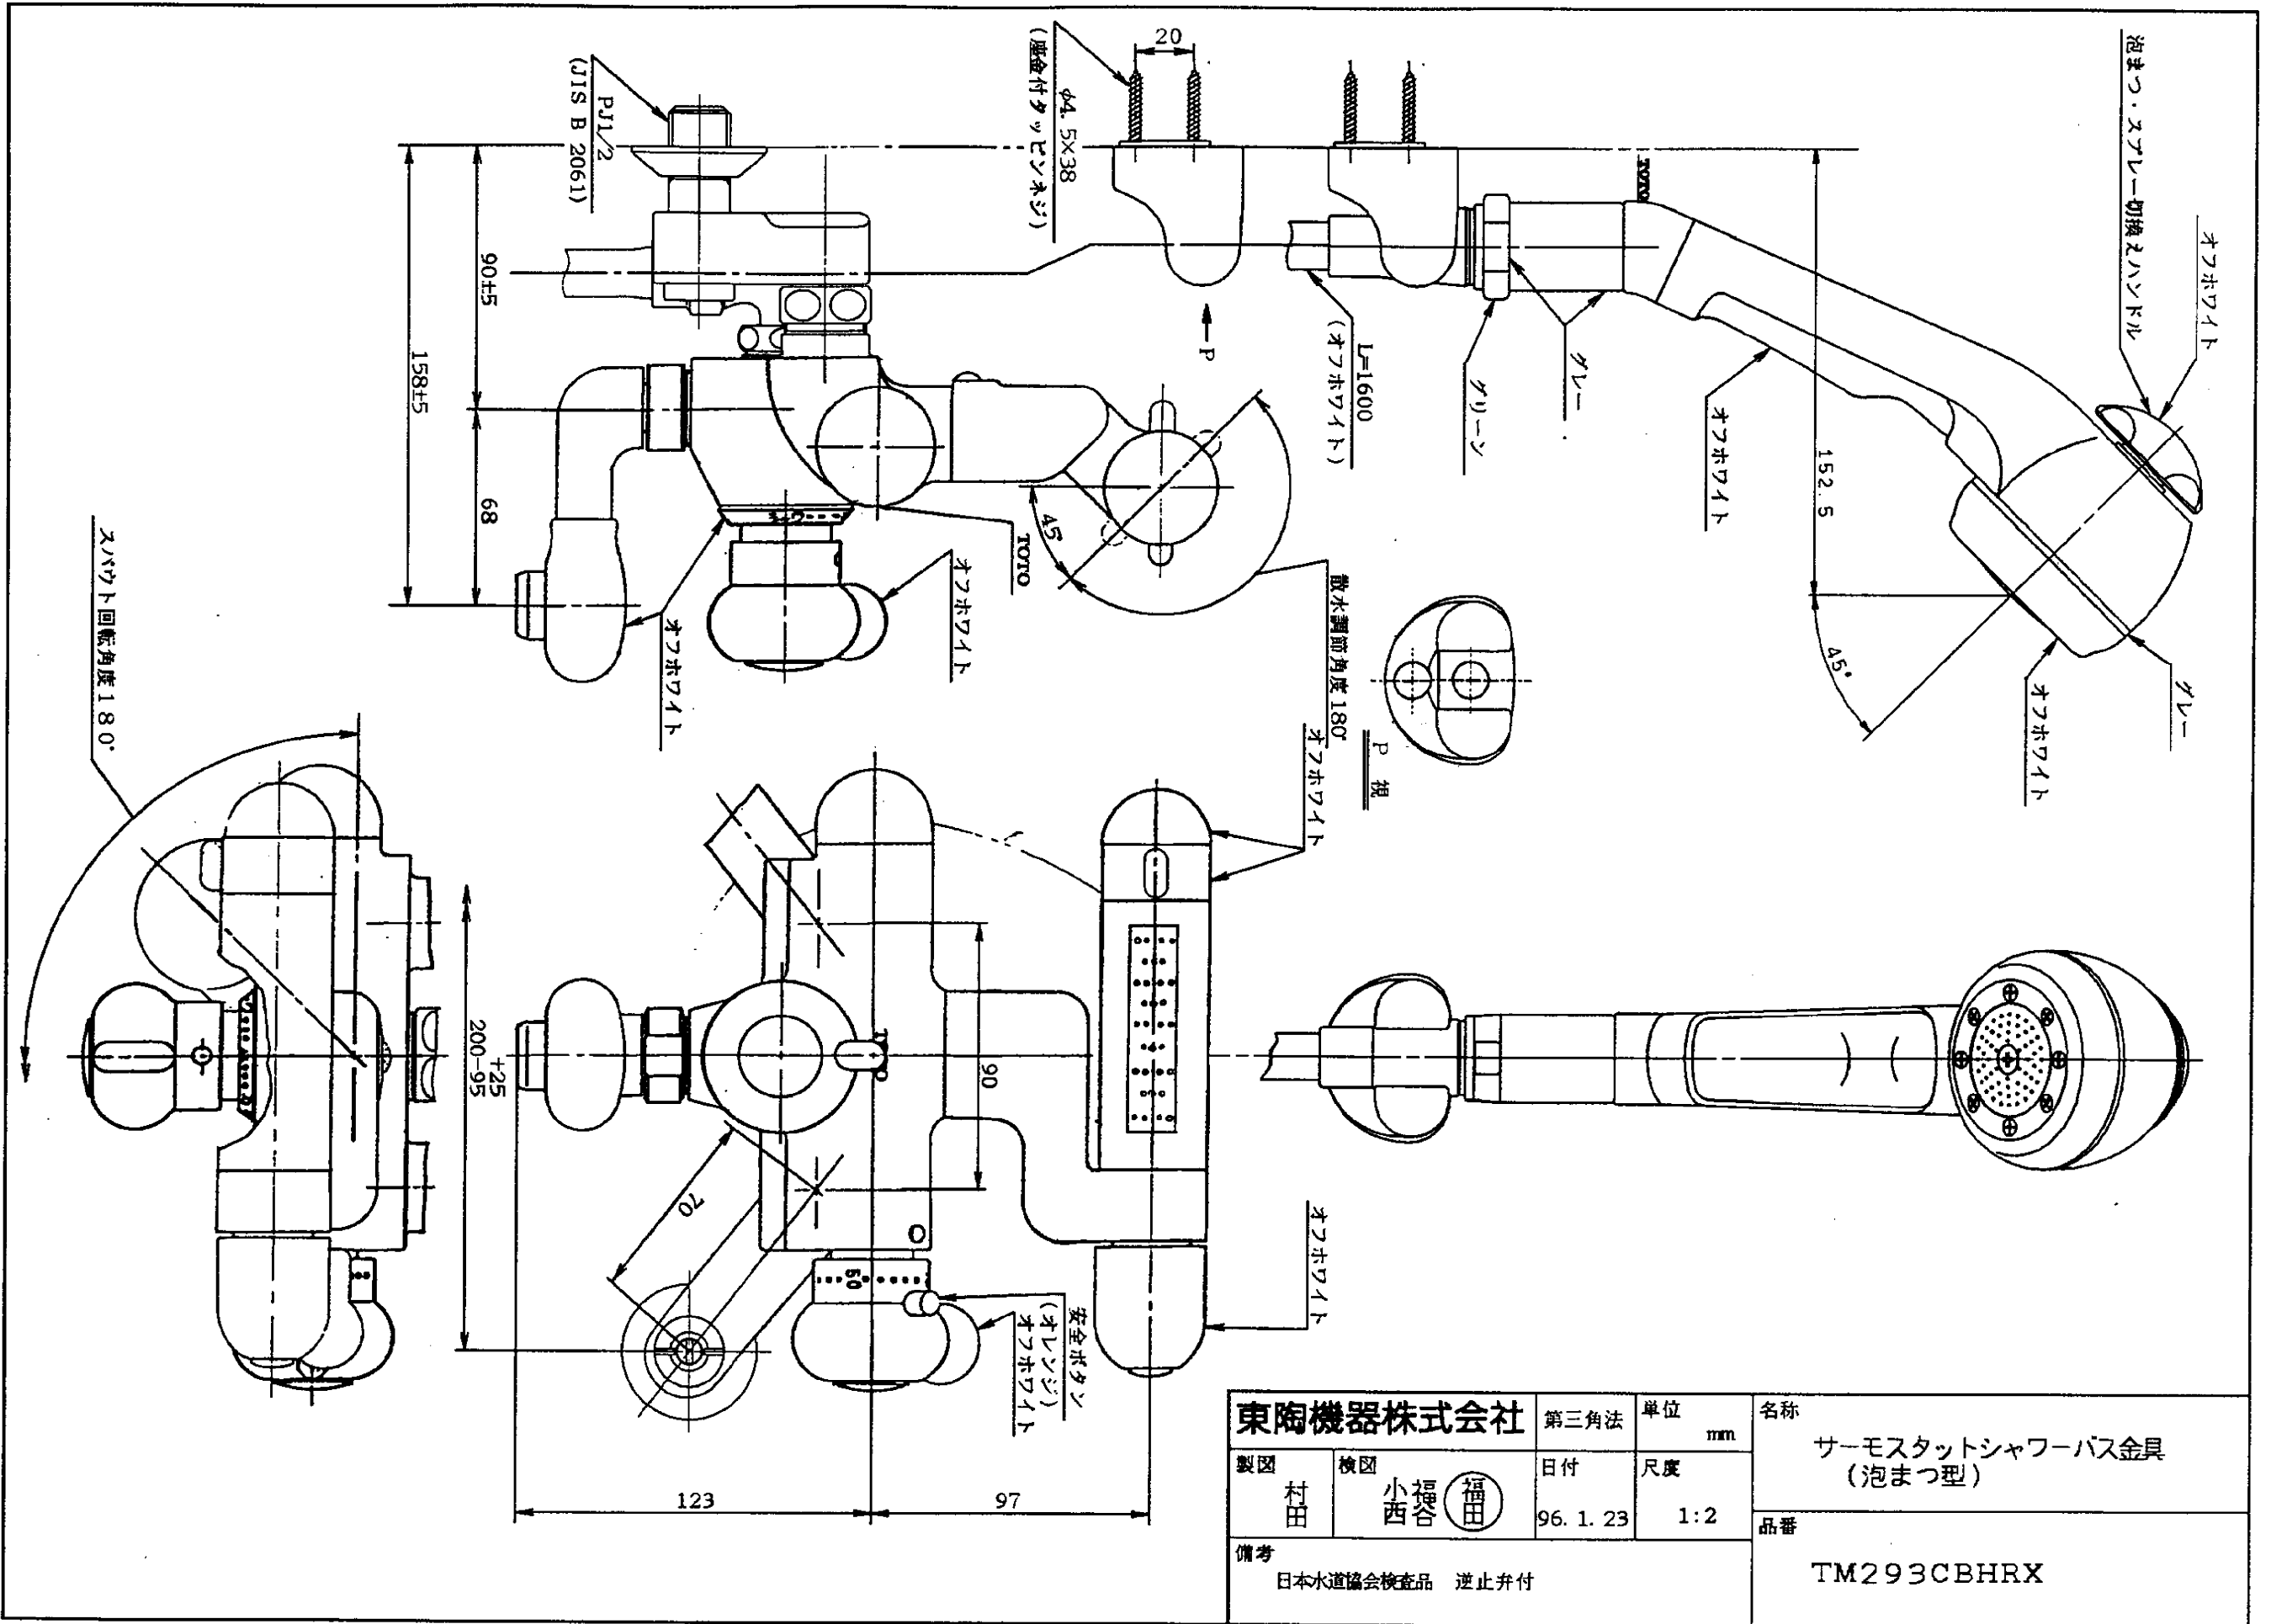 泡まつ・スプレー切換えハンドル
オフホワイト
20
φ4.5×38
(座金付タッピンネジ)
PJ1/2
(JIS B 2061)
TOTO
90±5
158±5
68
P
L=1600
(オフホワイト)
グリーン
グレー
オフホワイト
152.5
45°
グレー
オフホワイト
45°
TOTO
オフホワイト
オフホワイト
散水調節角度180°
P 視
スパウト回転角度180°
オフホワイト
+25
200-95
90
70
50
安全ボタン
(オレンジ)
オフホワイト
オフホワイト
123
97
東陶機器株式会社
第三角法
単位
mm
名称
サーモスタットシャワーバス金具
(泡まつ型)
製図
村田
検図
小西
福谷
福田
日付
96. 1. 23
尺度
1:2
品番
TM293CBHRX
備考
日本水道協会検査品 逆止弁付